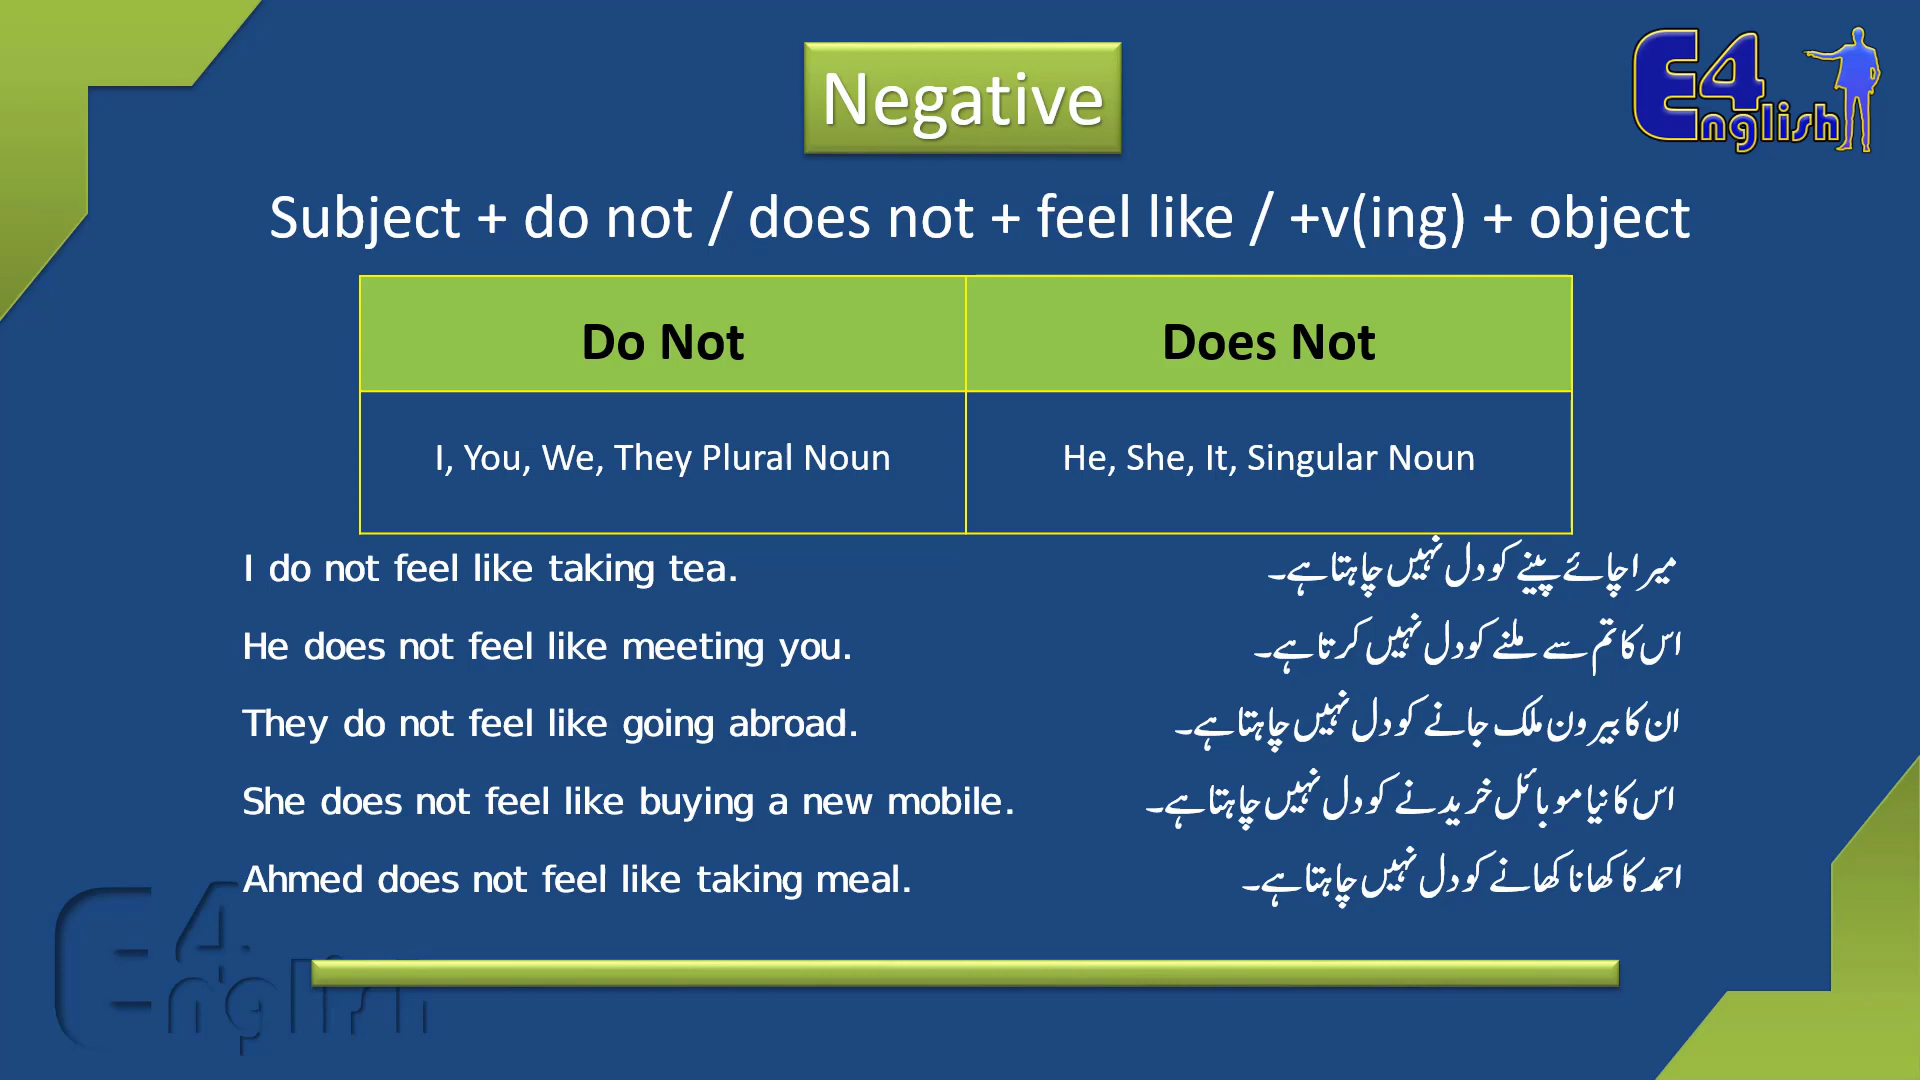 Negative
E4 English
Subject + do not / does not + feel like / +v(ing) + object
Do Not
Does Not
I, You, We, They Plural Noun
He, She, It, Singular Noun
I do not feel like taking tea.
میرا چائے پینے کو دل نہیں چاہتا ہے۔
He does not feel like meeting you.
اس کا تم سے ملنے کو دل نہیں کرتا ہے۔
They do not feel like going abroad.
ان کا بیرون ملک جانے کو دل نہیں چاہتا ہے۔
She does not feel like buying a new mobile.
اس کا نیا موبائل خریدنے کو دل نہیں چاہتا ہے۔
Ahmed does not feel like taking meal.
احمد کا کھانا کھانے کو دل نہیں چاہتا ہے۔
E4 English